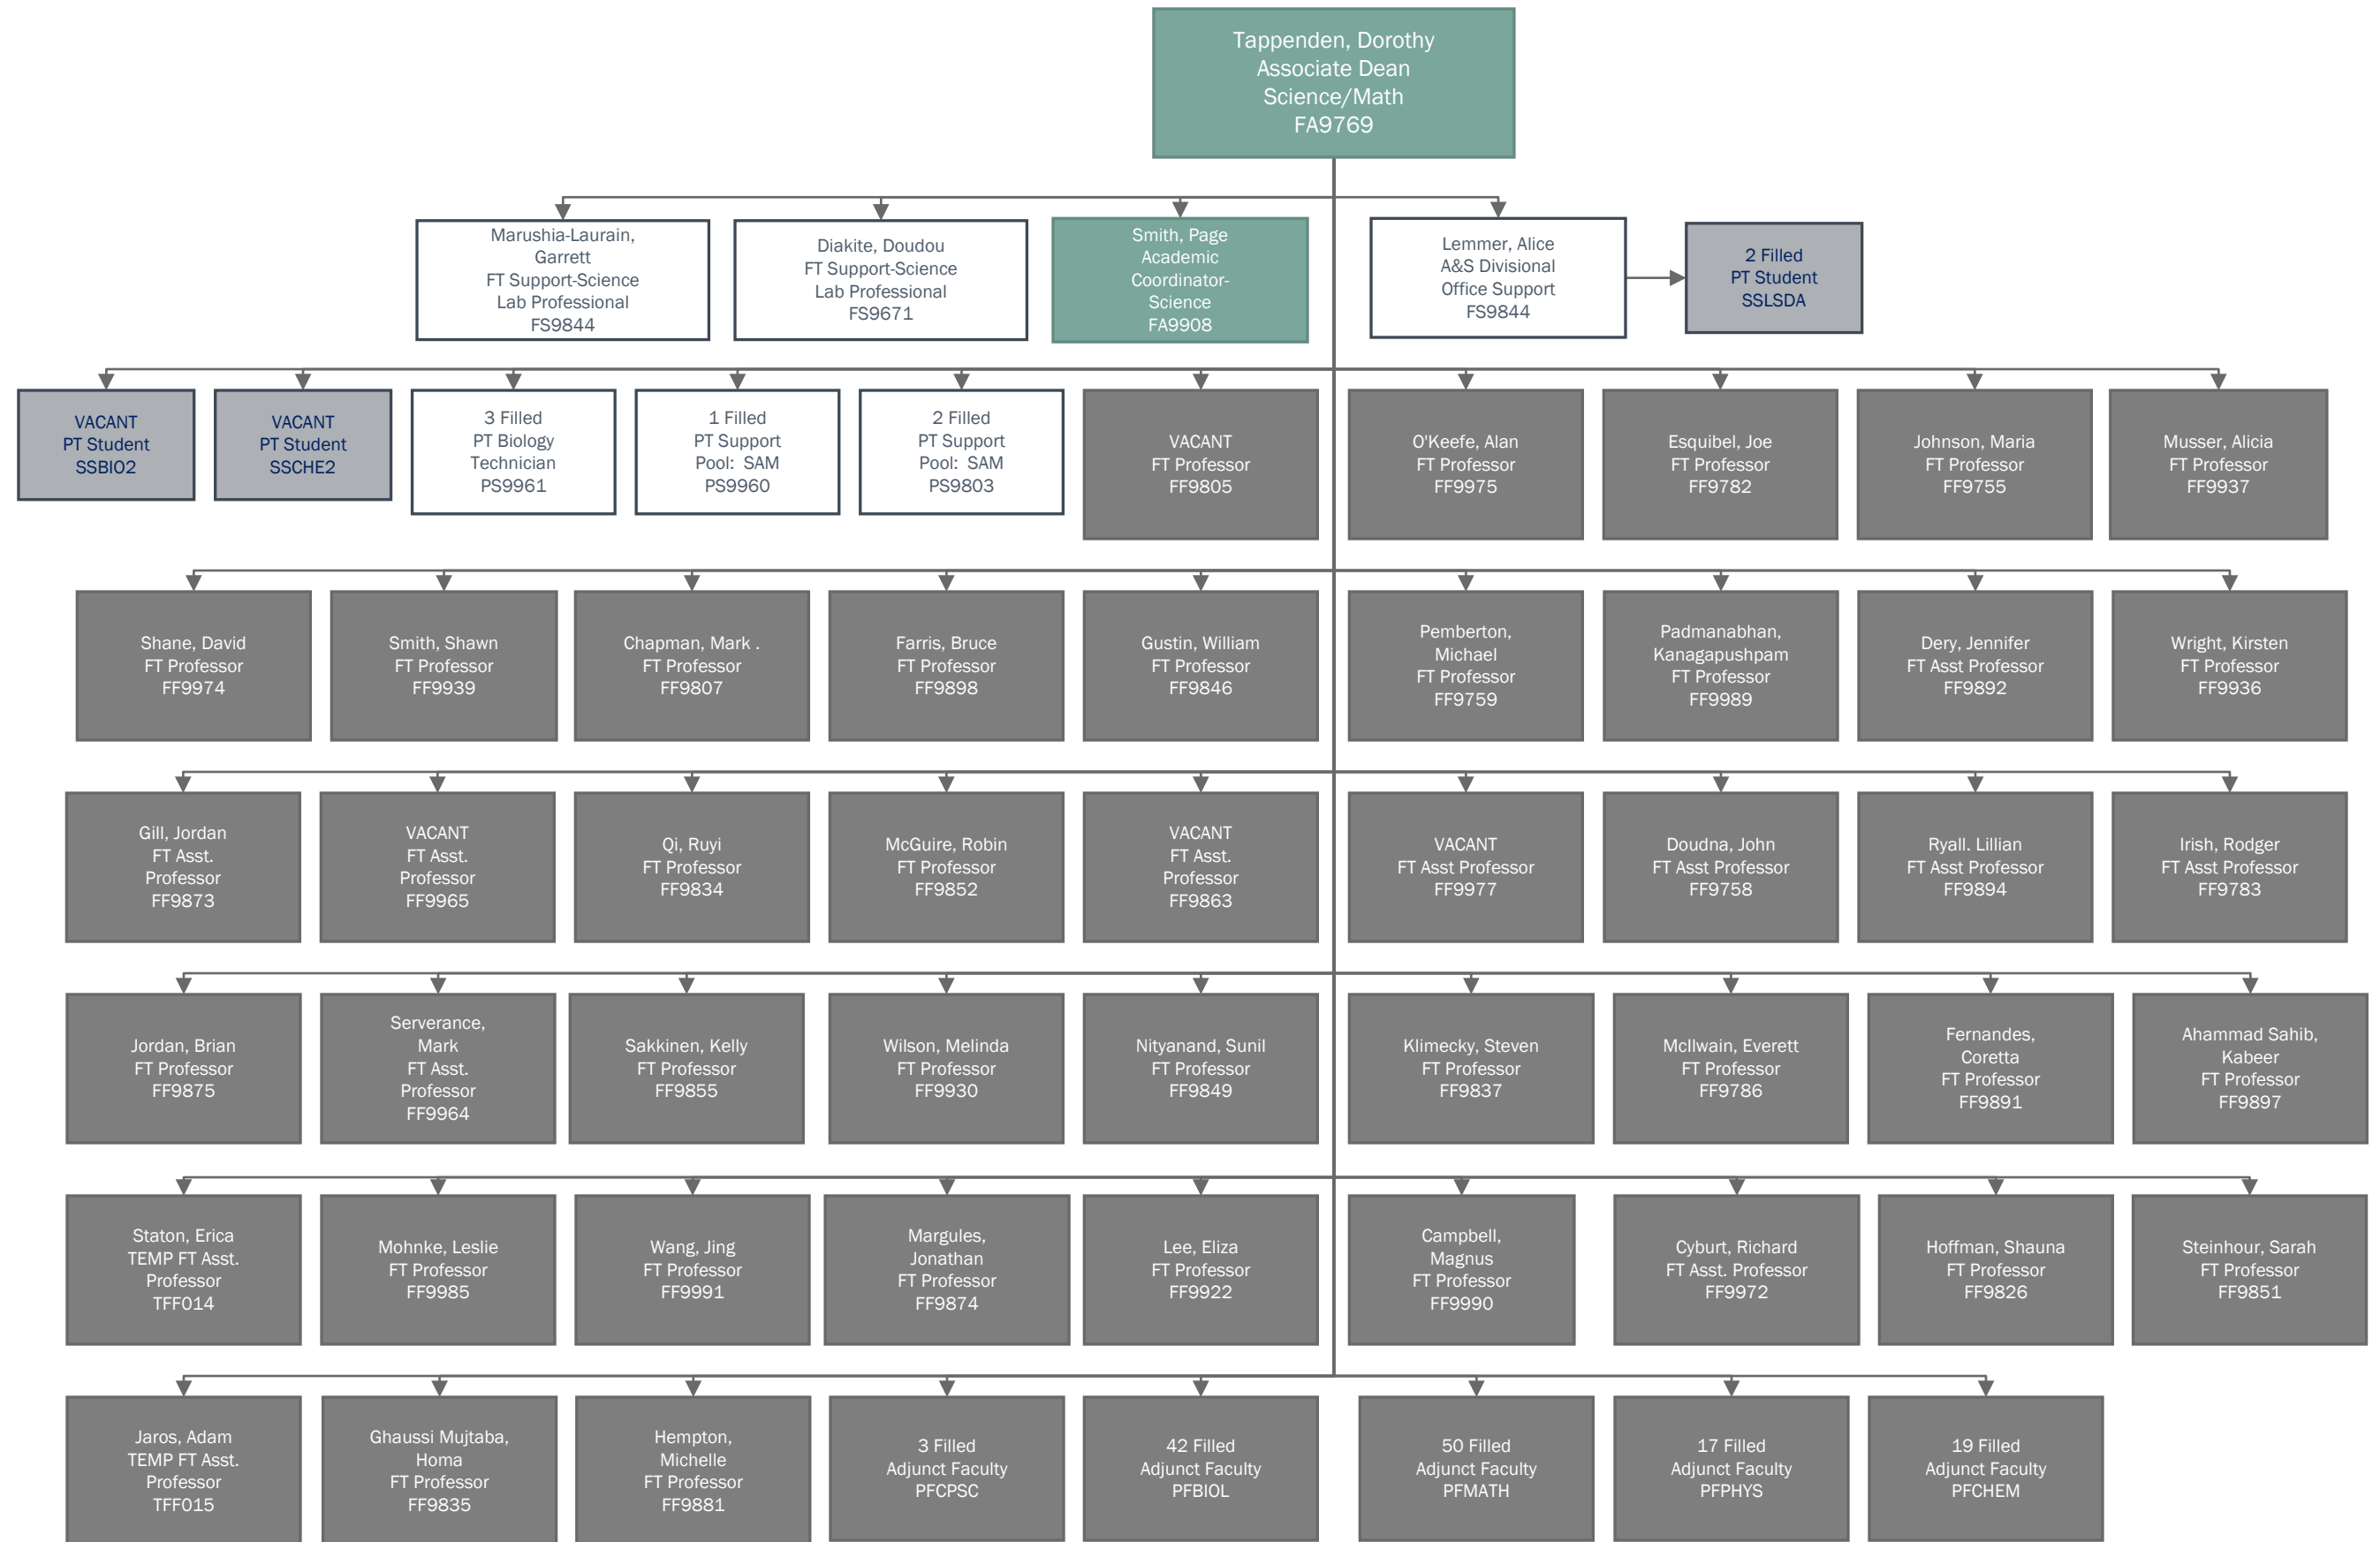 Tappenden, Dorothy
Associate Dean
Science/Math
FA9769
Marushia-Laurain,
Garrett
FT Support-Science
Lab Professional
FS9844
Diakite, Doudou
FT Support-Science
Lab Professional
FS9671
Smith, Page
Academic
Coordinator-
Science
FA9908
Lemmer, Alice
A&S Divisional
Office Support
FS9844
2 Filled
PT Student
SSLSDA
VACANT
PT Student
SSBIO2
VACANT
PT Student
SSCHE2
3 Filled
PT Biology
Technician
PS9961
1 Filled
PT Support
Pool:  SAM
PS9960
2 Filled
PT Support
Pool:  SAM
PS9803
VACANT
FT Professor
FF9805
O'Keefe, Alan
FT Professor
FF9975
Esquibel, Joe
FT Professor
FF9782
Johnson, Maria
FT Professor
FF9755
Musser, Alicia
FT Professor
FF9937
Shane, David
FT Professor
FF9974
Smith, Shawn
FT Professor
FF9939
Chapman, Mark .
FT Professor
FF9807
Farris, Bruce
FT Professor
FF9898
Gustin, William
FT Professor
FF9846
Pemberton,
Michael
FT Professor
FF9759
Padmanabhan,
Kanagapushpam
FT Professor
FF9989
Dery, Jennifer
FT Asst Professor
FF9892
Wright, Kirsten
FT Professor
FF9936
Gill, Jordan
FT Asst.
Professor
FF9873
VACANT
FT Asst.
Professor
FF9965
Qi, Ruyi
FT Professor
FF9834
McGuire, Robin
FT Professor
FF9852
VACANT
FT Asst.
Professor
FF9863
VACANT
FT Asst Professor
FF9977
Doudna, John
FT Asst Professor
FF9758
Ryall. Lillian
FT Asst Professor
FF9894
Irish, Rodger
FT Asst Professor
FF9783
Jordan, Brian
FT Professor
FF9875
Serverance,
Mark
FT Asst.
Professor
FF9964
Sakkinen, Kelly
FT Professor
FF9855
Wilson, Melinda
FT Professor
FF9930
Nityanand, Sunil
FT Professor
FF9849
Klimecky, Steven
FT Professor
FF9837
McIlwain, Everett
FT Professor
FF9786
Fernandes,
Coretta
FT Professor
FF9891
Ahammad Sahib,
Kabeer
FT Professor
FF9897
Staton, Erica
TEMP FT Asst.
Professor
TFF014
Mohnke, Leslie
FT Professor
FF9985
Wang, Jing
FT Professor
FF9991
Margules,
Jonathan
FT Professor
FF9874
Lee, Eliza
FT Professor
FF9922
Campbell,
Magnus
FT Professor
FF9990
Cyburt, Richard
FT Asst. Professor
FF9972
Hoffman, Shauna
FT Professor
FF9826
Steinhour, Sarah
FT Professor
FF9851
Jaros, Adam
TEMP FT Asst.
Professor
TFF015
Ghaussi Mujtaba,
Homa
FT Professor
FF9835
Hempton,
Michelle
FT Professor
FF9881
3 Filled
Adjunct Faculty
PFCPSC
42 Filled
Adjunct Faculty
PFBIOL
50 Filled
Adjunct Faculty
PFMATH
17 Filled
Adjunct Faculty
PFPHYS
19 Filled
Adjunct Faculty
PFCHEM